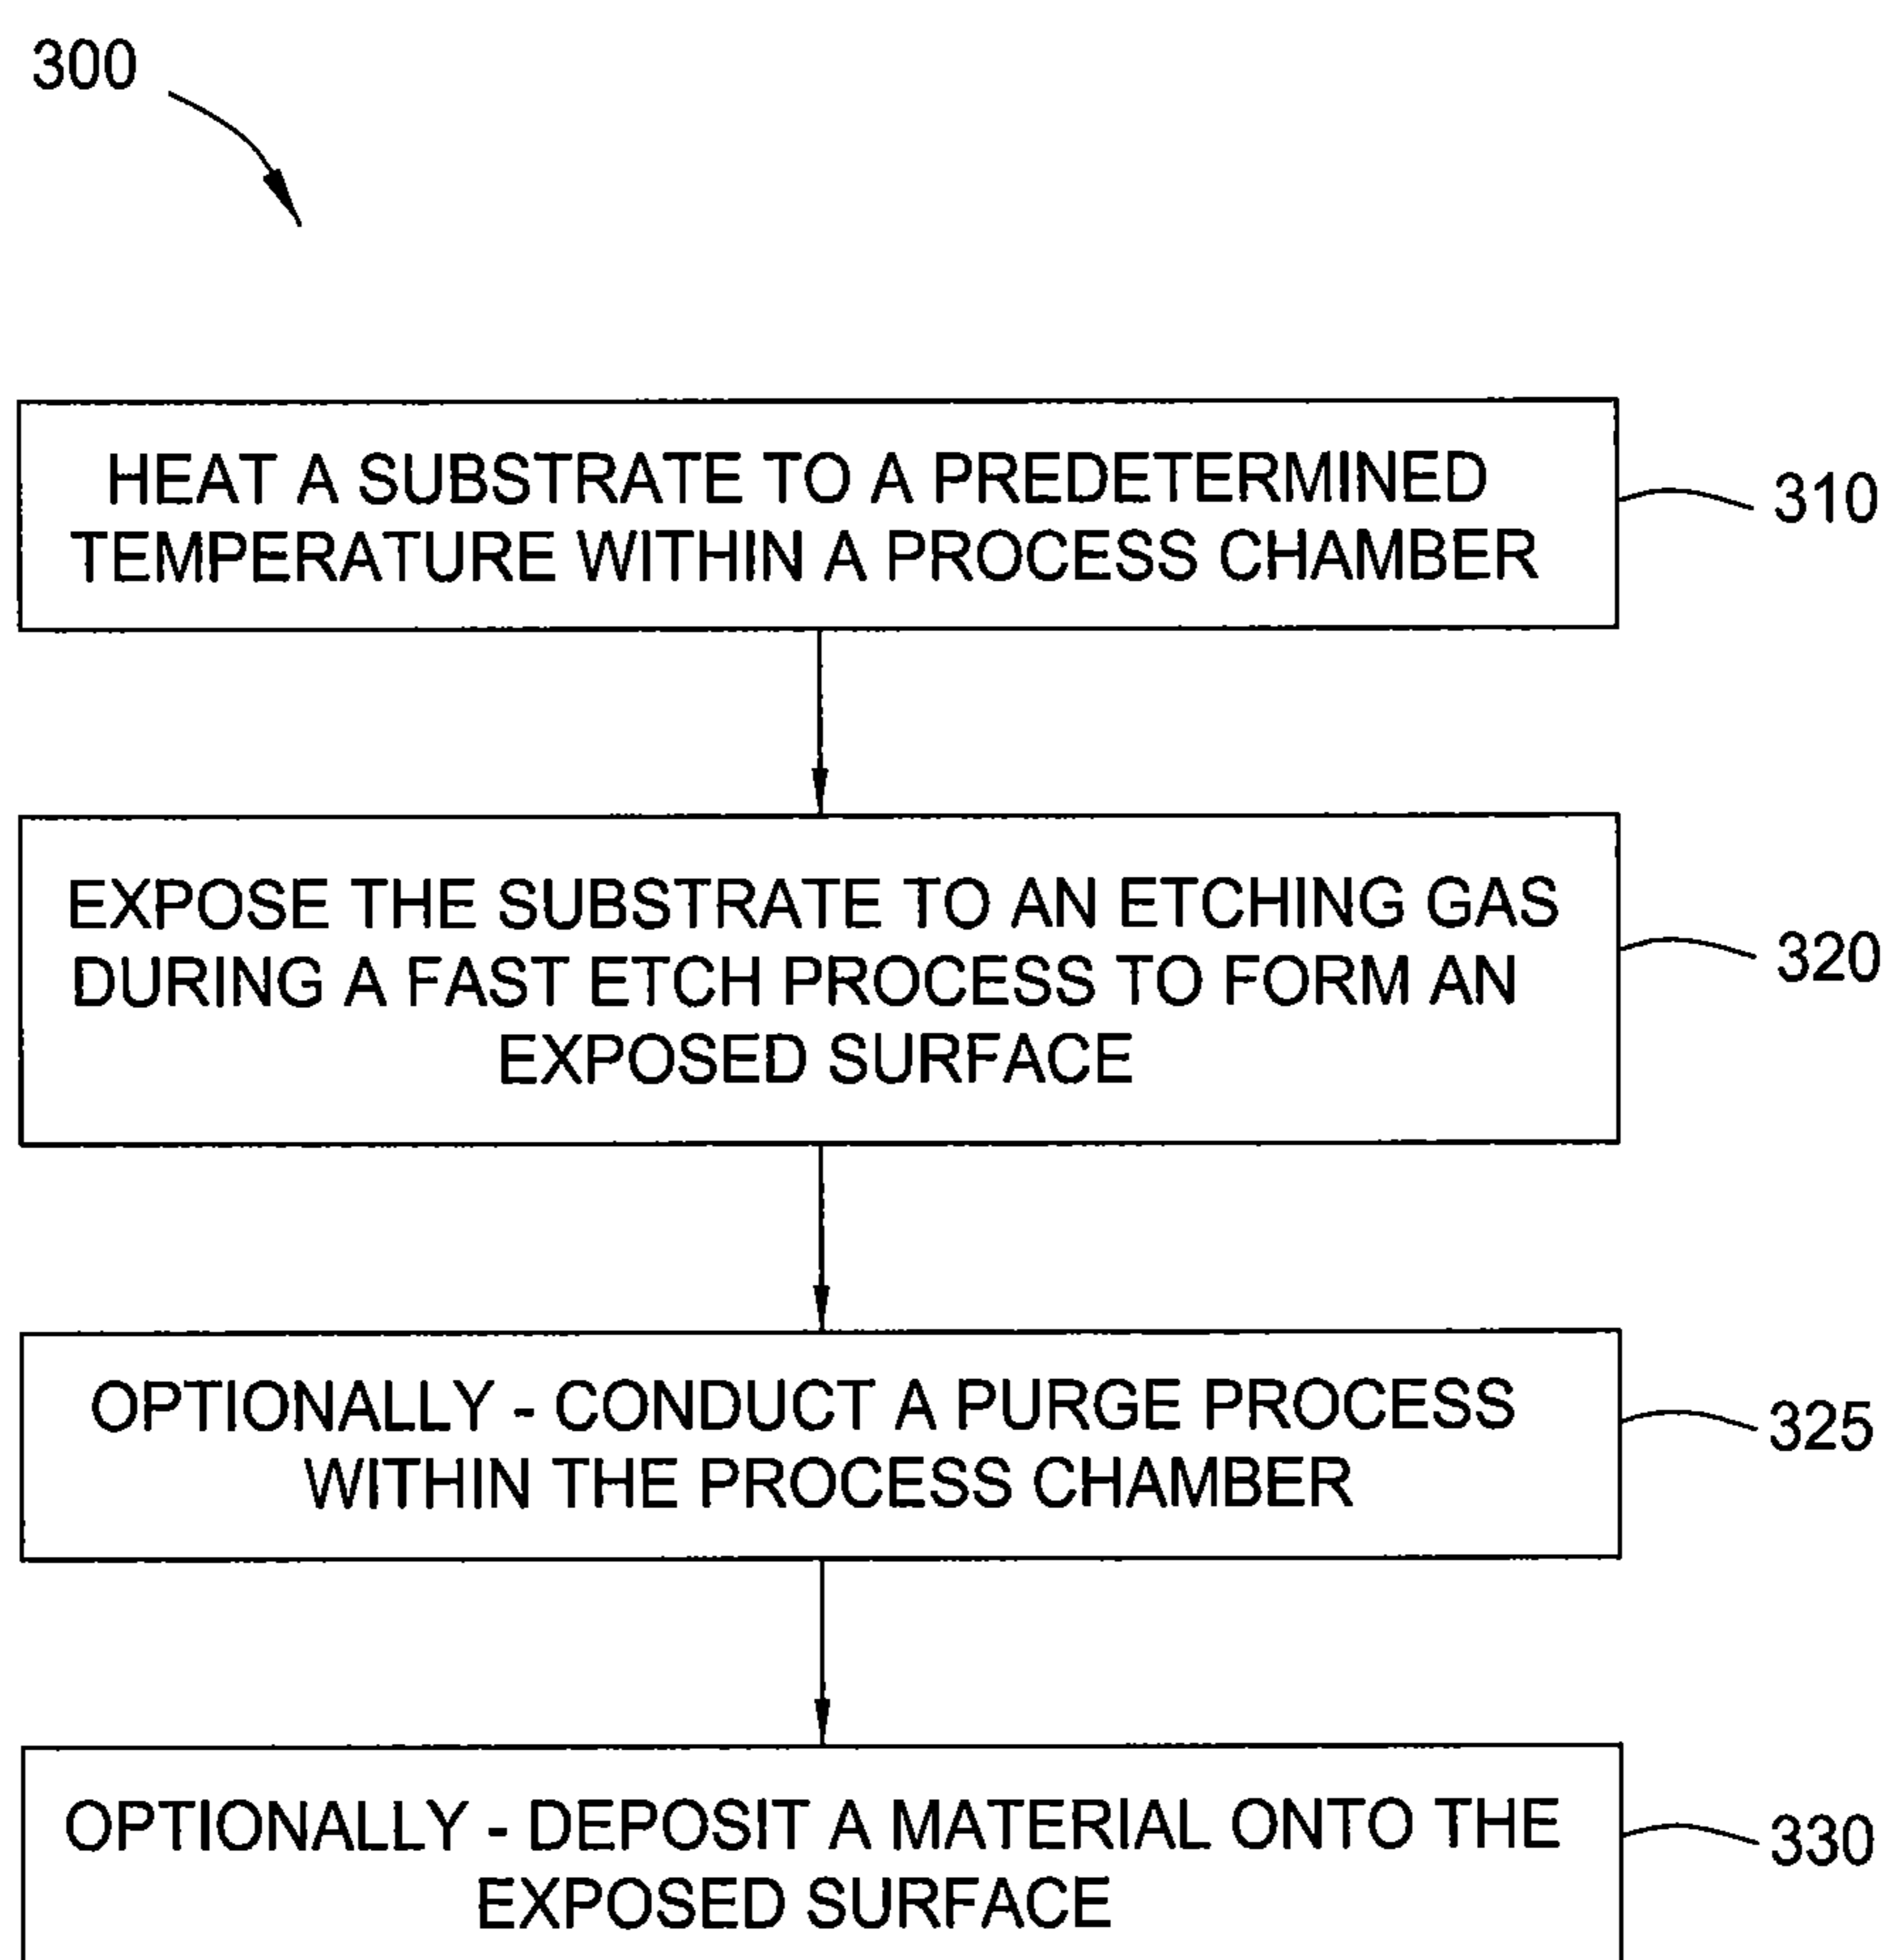 300
HEAT A SUBSTRATE TO A PREDETERMINED
TEMPERATURE WITHIN A PROCESS CHAMBER
310
EXPOSE THE SUBSTRATE TO AN ETCHING GAS
DURING A FAST ETCH PROCESS TO FORM AN
EXPOSED SURFACE
320
OPTIONALLY - CONDUCT A PURGE PROCESS
WITHIN THE PROCESS CHAMBER
325
OPTIONALLY - DEPOSIT A MATERIAL ONTO THE
EXPOSED SURFACE
330